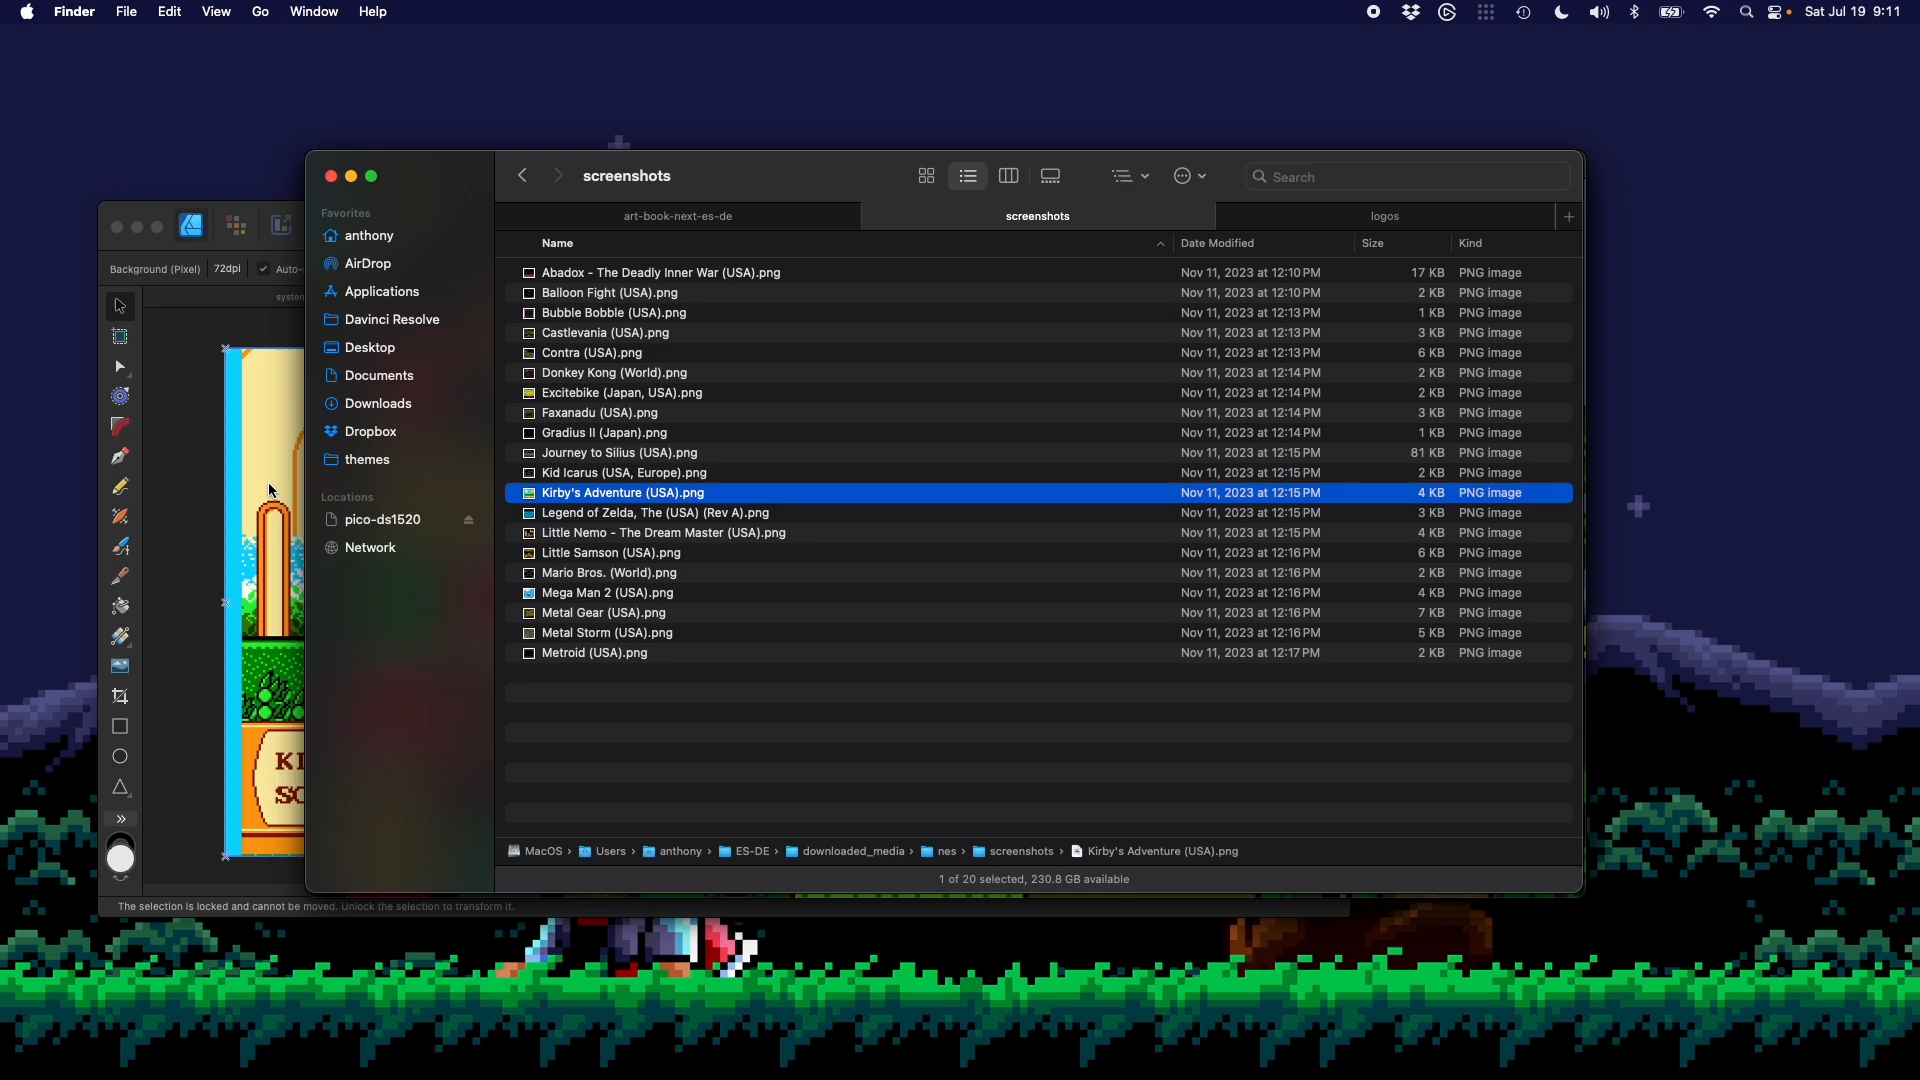 Finder File Edit View Go Window Help Sat Jul 19 9:11
screenshots Search
art-book-next-es-de screenshots logos
Name Date Modified Size Kind
Favorites
anthony
AirDrop
Applications
Davinci Resolve
Desktop
Documents
Downloads
Dropbox
themes
Locations
pico-ds1520
Network
Abadox - The Deadly Inner War (USA).png Nov 11, 2023 at 12:10 PM 17 KB PNG image
Balloon Fight (USA).png Nov 11, 2023 at 12:10 PM 2 KB PNG image
Bubble Bobble (USA).png Nov 11, 2023 at 12:13 PM 1 KB PNG image
Castlevania (USA).png Nov 11, 2023 at 12:13 PM 3 KB PNG image
Contra (USA).png Nov 11, 2023 at 12:13 PM 6 KB PNG image
Donkey Kong (World).png Nov 11, 2023 at 12:14 PM 2 KB PNG image
Excitebike (Japan, USA).png Nov 11, 2023 at 12:14 PM 2 KB PNG image
Faxanadu (USA).png Nov 11, 2023 at 12:14 PM 3 KB PNG image
Gradius II (Japan).png Nov 11, 2023 at 12:14 PM 1 KB PNG image
Journey to Silius (USA).png Nov 11, 2023 at 12:15 PM 81 KB PNG image
Kid Icarus (USA, Europe).png Nov 11, 2023 at 12:15 PM 2 KB PNG image
Kirby's Adventure (USA).png Nov 11, 2023 at 12:15 PM 4 KB PNG image
Legend of Zelda, The (USA) (Rev A).png Nov 11, 2023 at 12:15 PM 3 KB PNG image
Little Nemo - The Dream Master (USA).png Nov 11, 2023 at 12:15 PM 4 KB PNG image
Little Samson (USA).png Nov 11, 2023 at 12:16 PM 6 KB PNG image
Mario Bros. (World).png Nov 11, 2023 at 12:16 PM 2 KB PNG image
Mega Man 2 (USA).png Nov 11, 2023 at 12:16 PM 4 KB PNG image
Metal Gear (USA).png Nov 11, 2023 at 12:16 PM 7 KB PNG image
Metal Storm (USA).png Nov 11, 2023 at 12:16 PM 5 KB PNG image
Metroid (USA).png Nov 11, 2023 at 12:17 PM 2 KB PNG image
MacOS › Users › anthony › ES-DE › downloaded_media › nes › screenshots › Kirby's Adventure (USA).png
1 of 20 selected, 230.8 GB available
Background (Pixel) 72dpi Auto-
system
KI
SC
The selection is locked and cannot be moved. Unlock the selection to transform it.